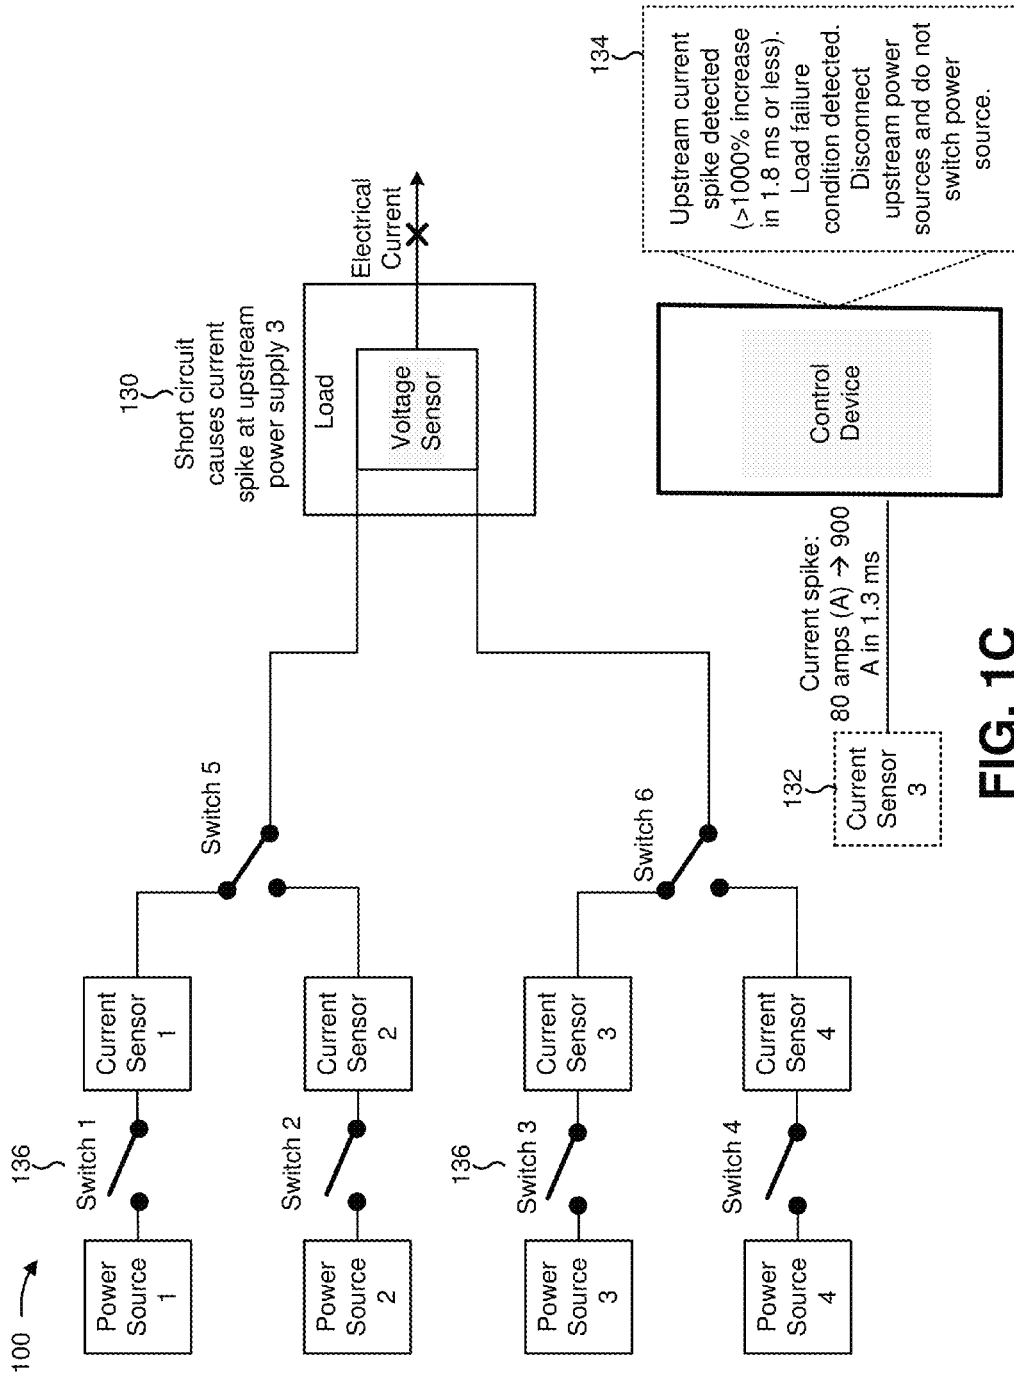 100
136
Switch 1
Power
Source
1
Current
Sensor
1
Switch 2
Power
Source
2
Current
Sensor
2
Switch 5
136
Switch 3
Power
Source
3
Current
Sensor
3
Switch 4
Power
Source
4
Current
Sensor
4
Switch 6
130
Short circuit
causes current
spike at upstream
power supply 3
Load
Voltage
Sensor
Electrical
Current
132
Current
Sensor
3
Current spike:
80 amps (A) → 900
A in 1.3 ms
Control
Device
134
Upstream current
spike detected
(>1000% increase
in 1.8 ms or less).
Load failure
condition detected.
Disconnect
upstream power
sources and do not
switch power
source.
FIG. 1C